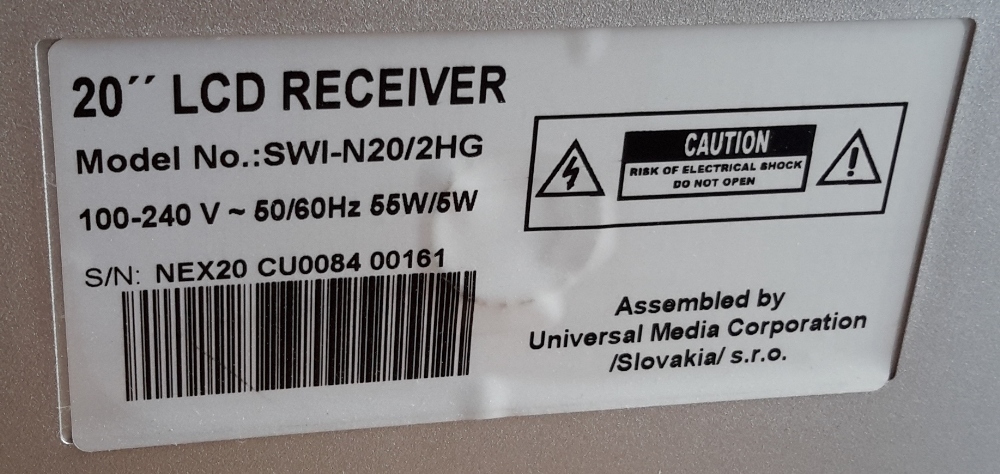 20´´ LCD RECEIVER
Model No.:SWI-N20/2HG
100-240 V ~ 50/60Hz 55W/5W
S/N: NEX20 CU0084 00161
CAUTION
RISK OF ELECTRICAL SHOCK
DO NOT OPEN
Assembled by
Universal Media Corporation
/Slovakia/ s.r.o.